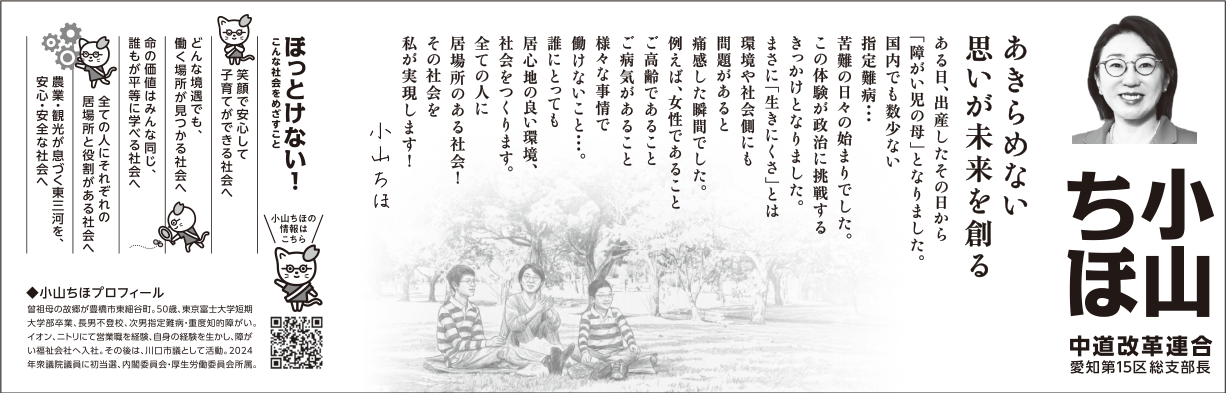 小山
ちほ
中道改革連合
愛知第15区総支部長
あきらめない
思いが未来を創る
ある日、出産したその日から
「障がい児の母」となりました。
国内でも数少ない
指定難病…
苦難の日々の始まりでした。
この体験が政治に挑戦する
きっかけとなりました。
まさに「生きにくさ」とは
環境や社会側にも
問題があると
痛感した瞬間でした。
例えば、女性であること
ご高齢であること
ご病気があること
様々な事情で
働けないこと…。
誰にとっても
居心地の良い環境、
社会をつくります。
全ての人に
居場所のある社会！
その社会を
私が実現します！
小山ちほ
ほっとけない！
こんな社会をめざすこと
笑顔で安心して
子育てができる社会へ
どんな境遇でも、
働く場所が見つかる社会へ
命の価値はみんな同じ、
誰もが平等に学べる社会へ
全ての人にそれぞれの
居場所と役割がある社会へ
農業・観光が息づく東三河を、
安心・安全な社会へ
小山ちほの
情報は
こちら
◆小山ちほプロフィール
曽祖母の故郷が豊橋市東細谷町。50歳、東京富士大学短期
大学部卒業、長男不登校、次男指定難病・重度知的障がい。
イオン、ニトリにて営業職を経験、自身の経験を生かし、障が
い福祉会社へ入社。その後は、川口市議として活動。2024
年衆議院議員に初当選、内閣委員会・厚生労働委員会所属。